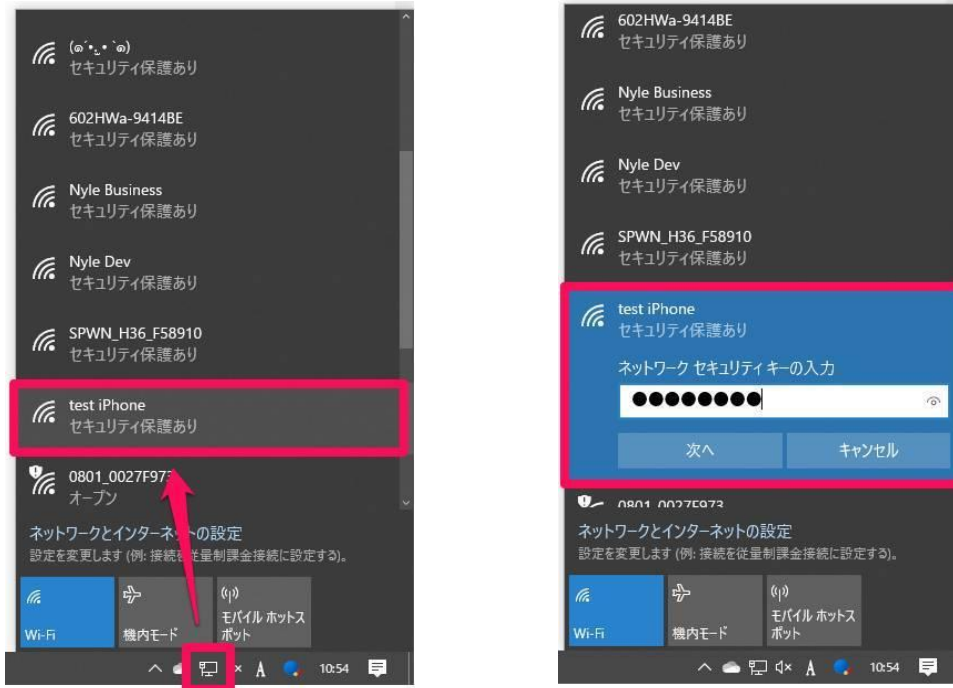 (๑´•.̫ • `๑)
セキュリティ保護あり
602HWa-9414BE
セキュリティ保護あり
Nyle Business
セキュリティ保護あり
Nyle Dev
セキュリティ保護あり
SPWN_H36_F58910
セキュリティ保護あり
test iPhone
セキュリティ保護あり
0801_0027F973
オープン
ネットワークとインターネットの設定
設定を変更します (例: 接続を従量制課金接続に設定する)。
Wi-Fi
機内モード
モバイル ホットス
ポット
A
10:54
602HWa-9414BE
セキュリティ保護あり
Nyle Business
セキュリティ保護あり
Nyle Dev
セキュリティ保護あり
SPWN_H36_F58910
セキュリティ保護あり
test iPhone
セキュリティ保護あり
ネットワーク セキュリティ キーの入力
●●●●●●●●
次へ
キャンセル
0801_0027F973
ネットワークとインターネットの設定
設定を変更します (例: 接続を従量制課金接続に設定する)。
Wi-Fi
機内モード
モバイル ホットス
ポット
A
10:54